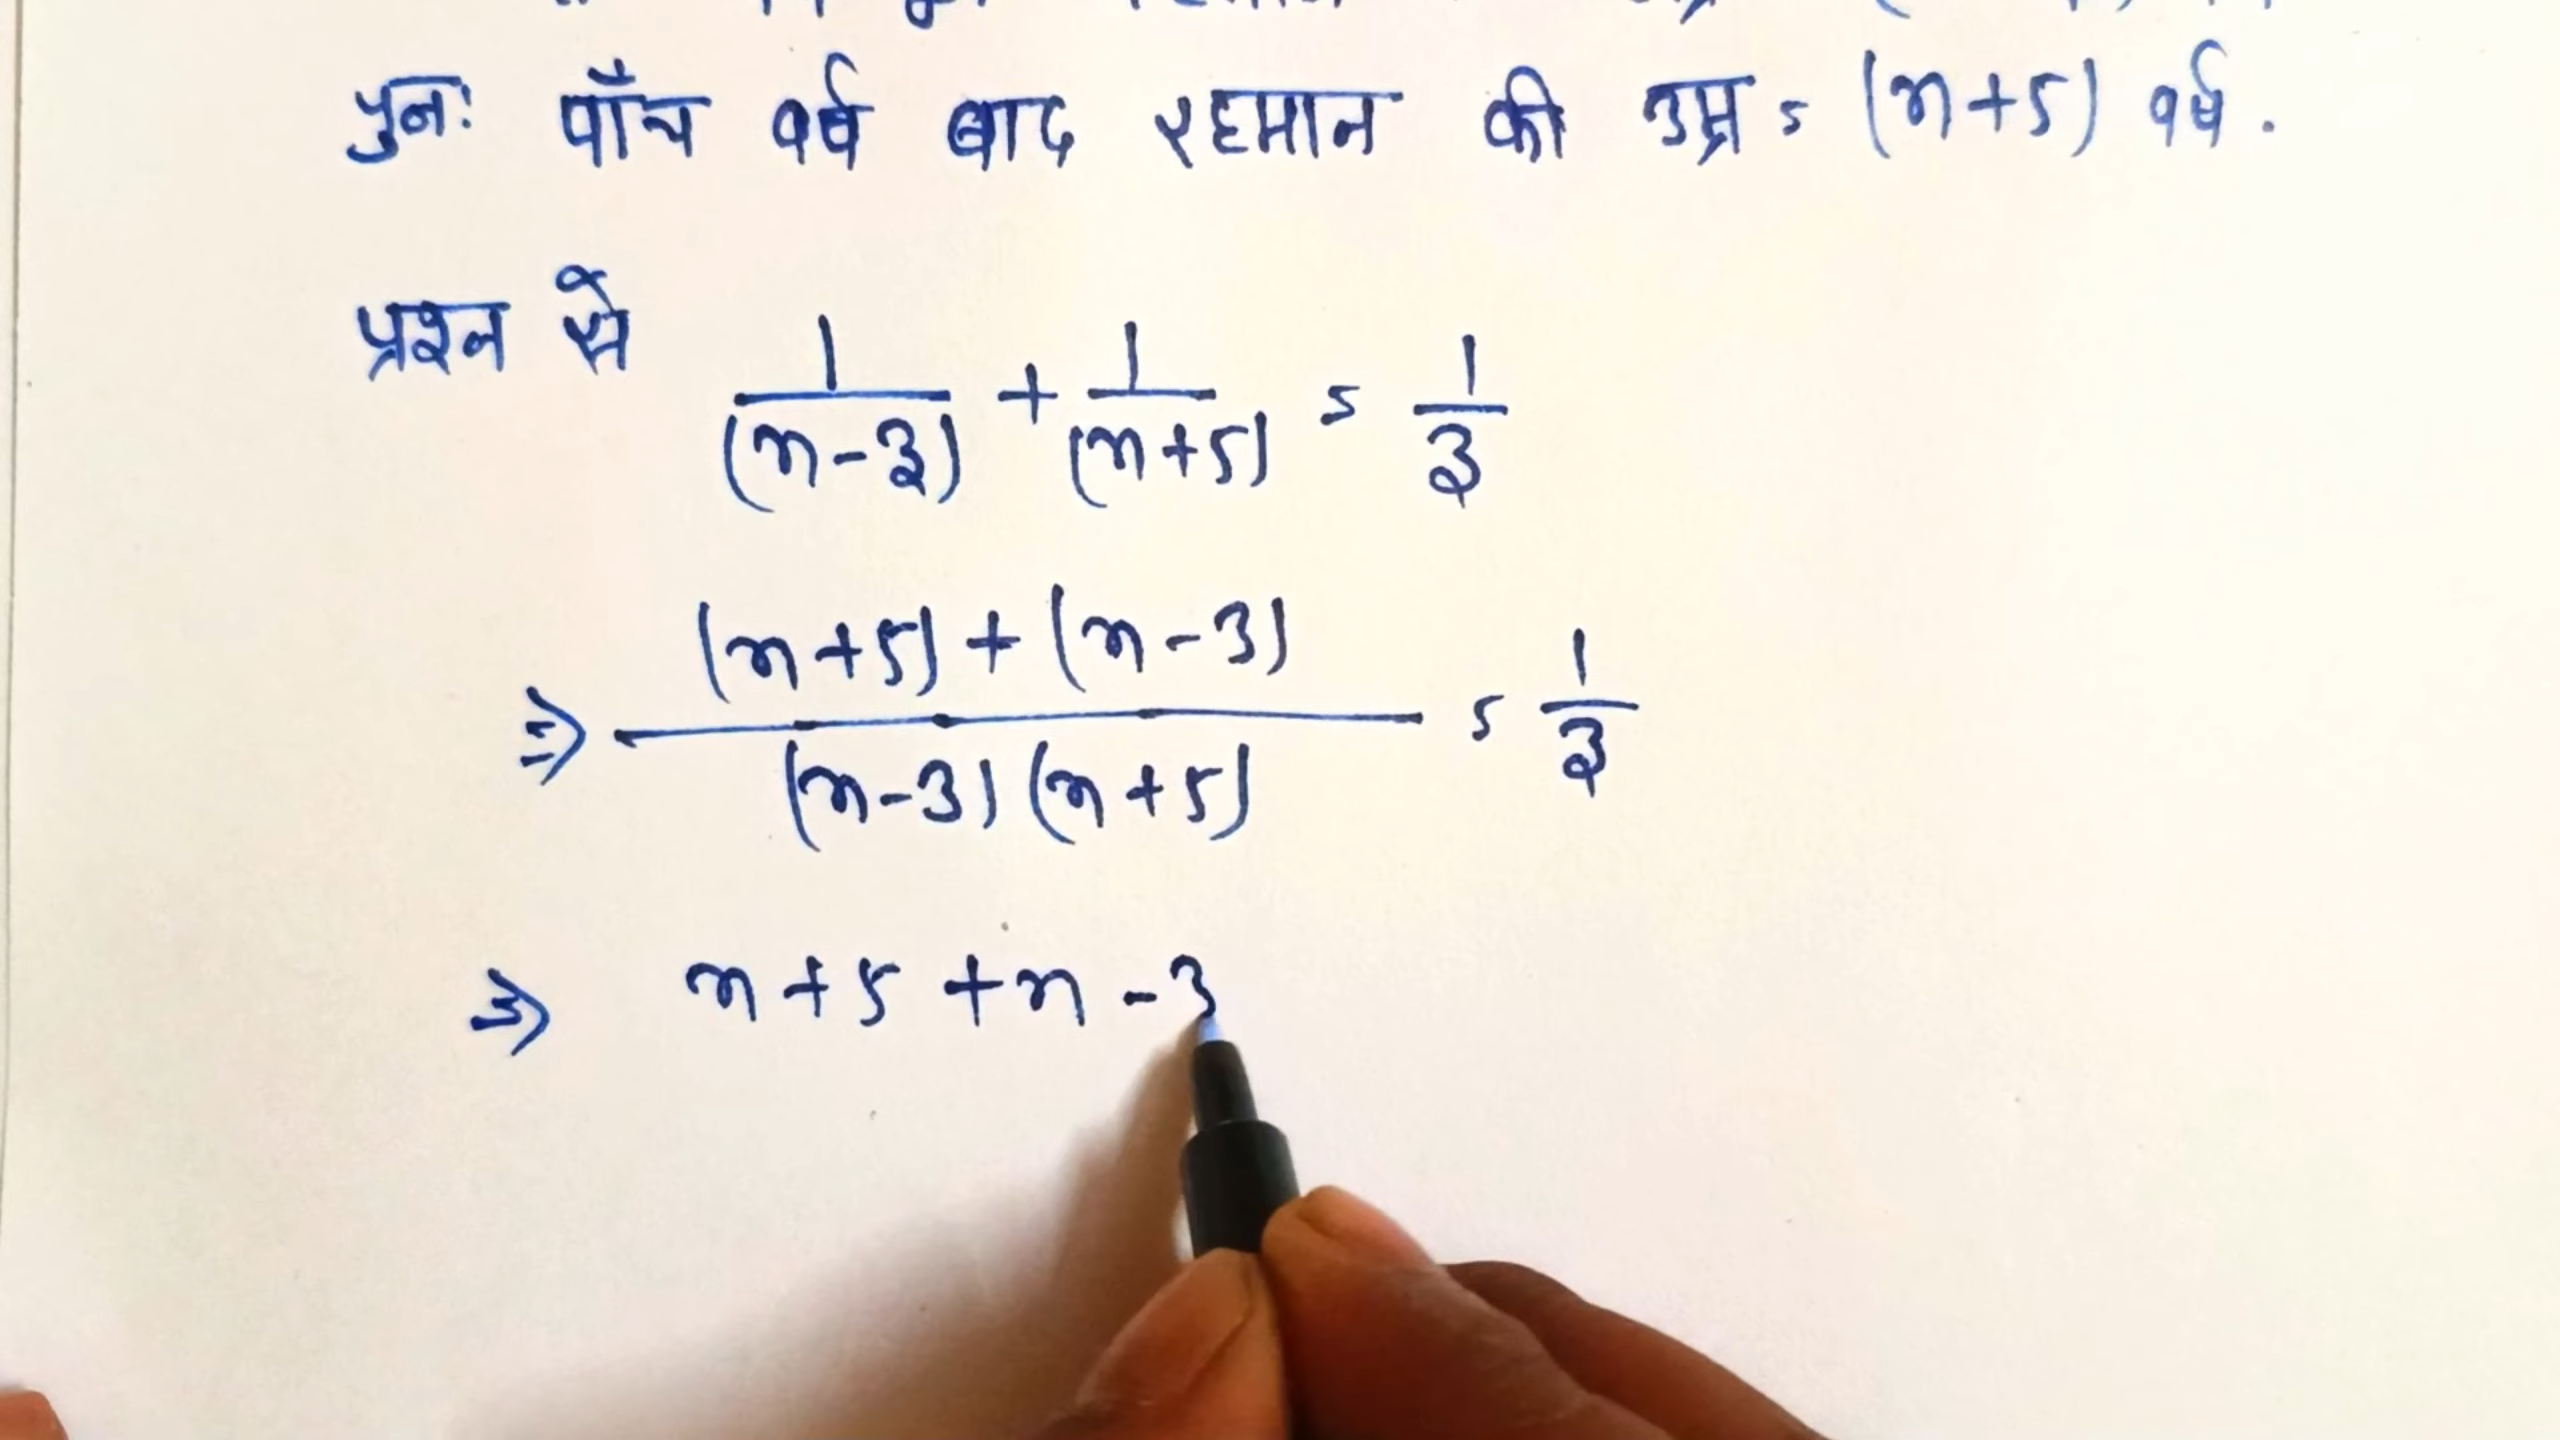 पुनः पाँच वर्ष बाद रहमान की उम्र = (x+5) वर्ष.
प्रश्न से 1/(x-3) + 1/(x+5) = 1/3
⇒ (x+5)+(x-3)/(x-3)(x+5) = 1/3
⇒ x+5+x-3